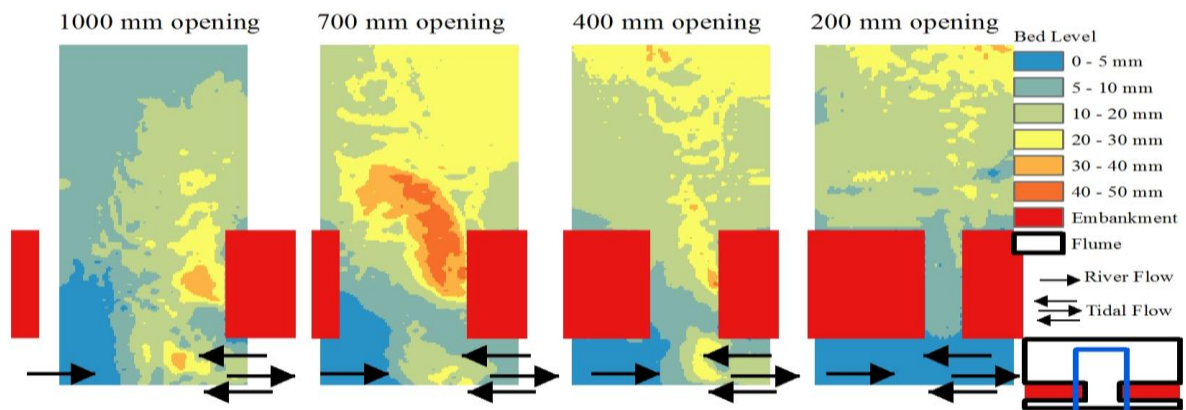 1000 mm opening 700 mm opening 400 mm opening 200 mm opening
Bed Level
0 - 5 mm
5 - 10 mm
10 - 20 mm
20 - 30 mm
30 - 40 mm
40 - 50 mm
Embankment
Flume
River Flow
Tidal Flow